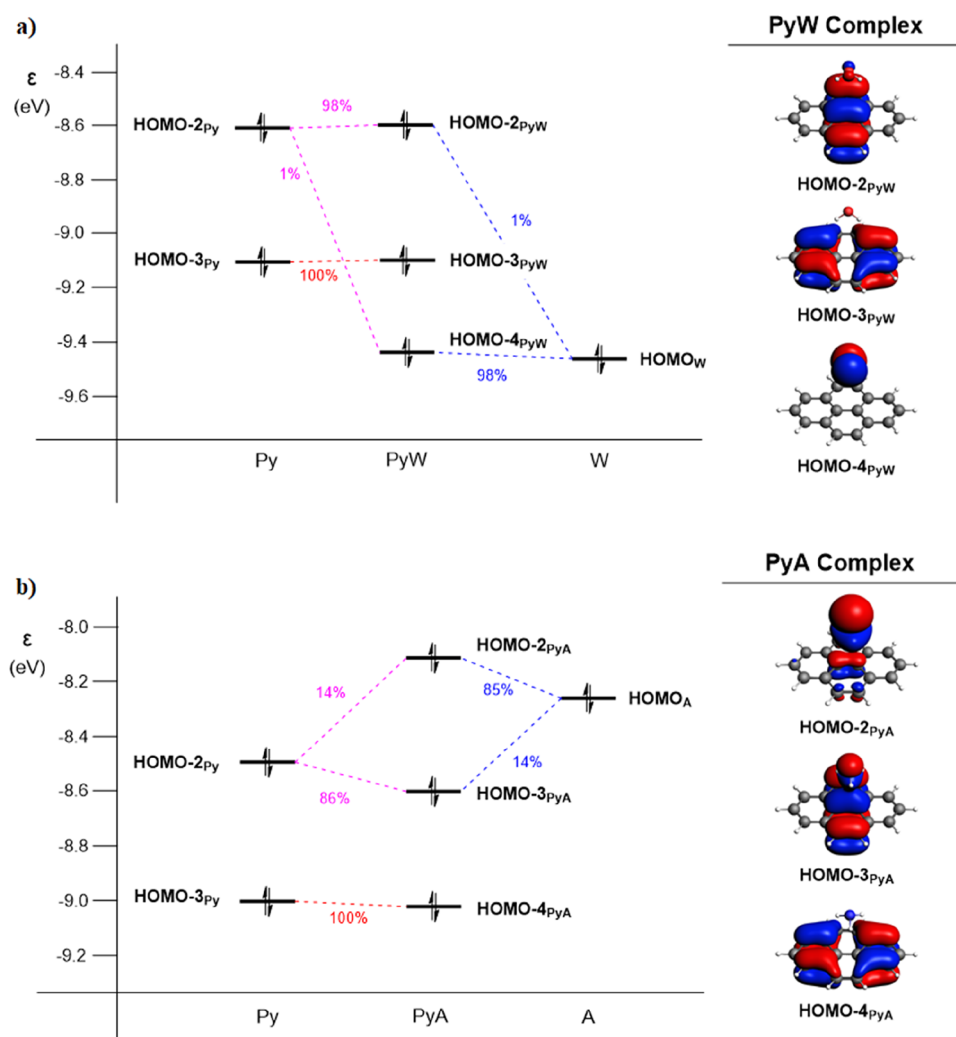 a)
PyW Complex
ε
(eV)
-8.4
-8.6
-8.8
-9.0
-9.2
-9.4
-9.6
HOMO-2Py
98%
HOMO-2PyW
1%
1%
HOMO-3Py
100%
HOMO-3PyW
HOMO-4PyW
98%
HOMOW
Py
PyW
W
HOMO-2PyW
HOMO-3PyW
HOMO-4PyW
b)
PyA Complex
ε
(eV)
-8.0
-8.2
-8.4
-8.6
-8.8
-9.0
-9.2
HOMO-2PyA
14%
85%
HOMOA
HOMO-2Py
14%
86%
HOMO-3PyA
HOMO-3Py
100%
HOMO-4PyA
Py
PyA
A
HOMO-2PyA
HOMO-3PyA
HOMO-4PyA